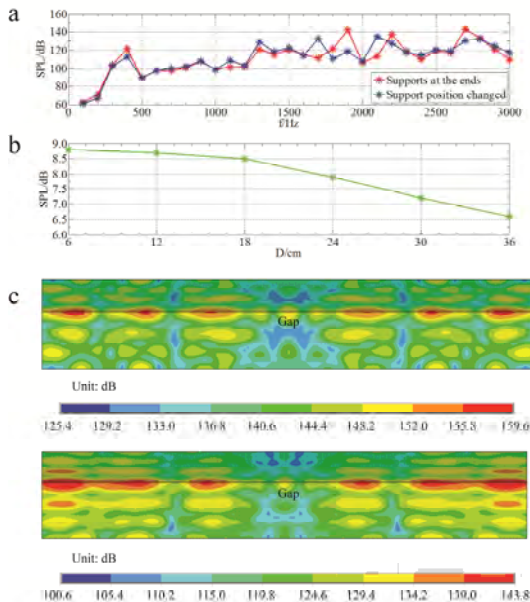 a
SPL/dB
160
140
120
100
80
60
0 500 1000 1500 2000 2500 3000
f/Hz
Supports at the ends
Support position changed
b
SPL/dB
9.0
8.5
8.0
7.5
7.0
6.5
6.0
6 12 18 24 30 36
D/cm
c
Gap
Unit: dB
125.4 129.2 133.0 136.8 140.6 144.4 148.2 152.0 155.8 159.6
Gap
Unit: dB
100.6 105.4 110.2 115.0 119.8 124.6 129.4 134.2 139.0 143.8